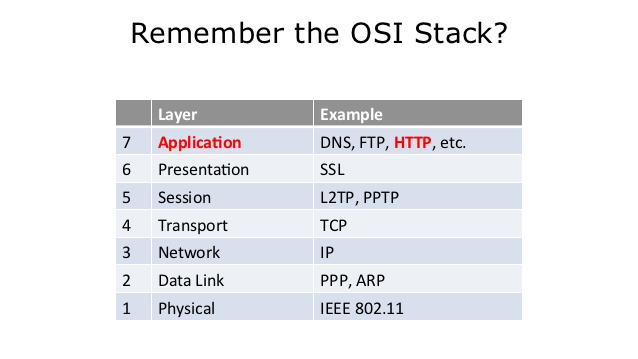 Remember the OSI Stack?
Layer Example
7 Application DNS, FTP, HTTP, etc.
6 Presentation SSL
5 Session L2TP, PPTP
4 Transport TCP
3 Network IP
2 Data Link PPP, ARP
1 Physical IEEE 802.11